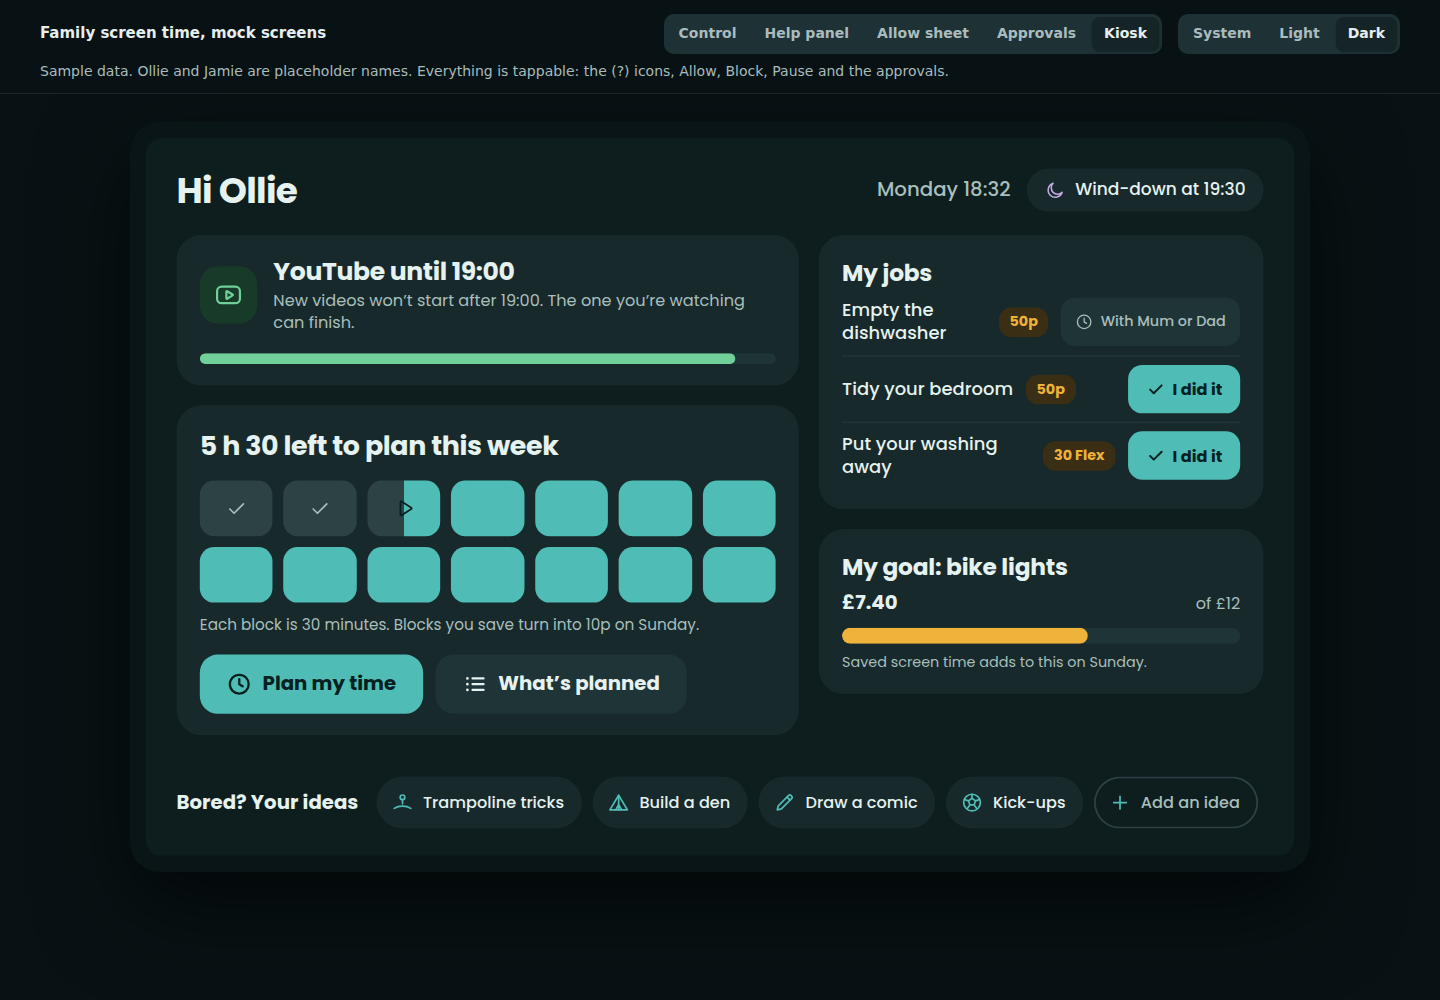 Family screen time, mock screens
Control
Help panel
Allow sheet
Approvals
Kiosk
System
Light
Dark
Sample data. Ollie and Jamie are placeholder names. Everything is tappable: the (?) icons, Allow, Block, Pause and the approvals.
Hi Ollie
Monday 18:32
Wind-down at 19:30
YouTube until 19:00
New videos won’t start after 19:00. The one you’re watching
can finish.
5 h 30 left to plan this week
Each block is 30 minutes. Blocks you save turn into 10p on Sunday.
Plan my time
What’s planned
My jobs
Empty the
dishwasher
50p
With Mum or Dad
Tidy your bedroom
50p
I did it
Put your washing
away
30 Flex
I did it
My goal: bike lights
£7.40
of £12
Saved screen time adds to this on Sunday.
Bored? Your ideas
Trampoline tricks
Build a den
Draw a comic
Kick-ups
Add an idea